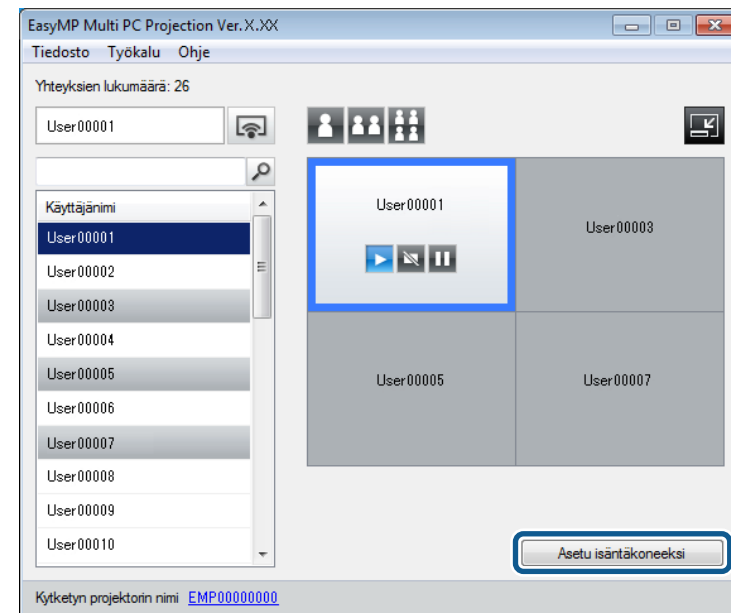 EasyMP Multi PC Projection Ver.X.XX
Tiedosto Työkalu Ohje
Yhteyksien lukumäärä: 26
User00001
Käyttäjänimi
User00001
User00002
User00003
User00004
User00005
User00006
User00007
User00008
User00009
User00010
User00001
User00003
User00005
User00007
Asetu isäntäkoneeksi
Kytketyn projektorin nimi EMP00000000